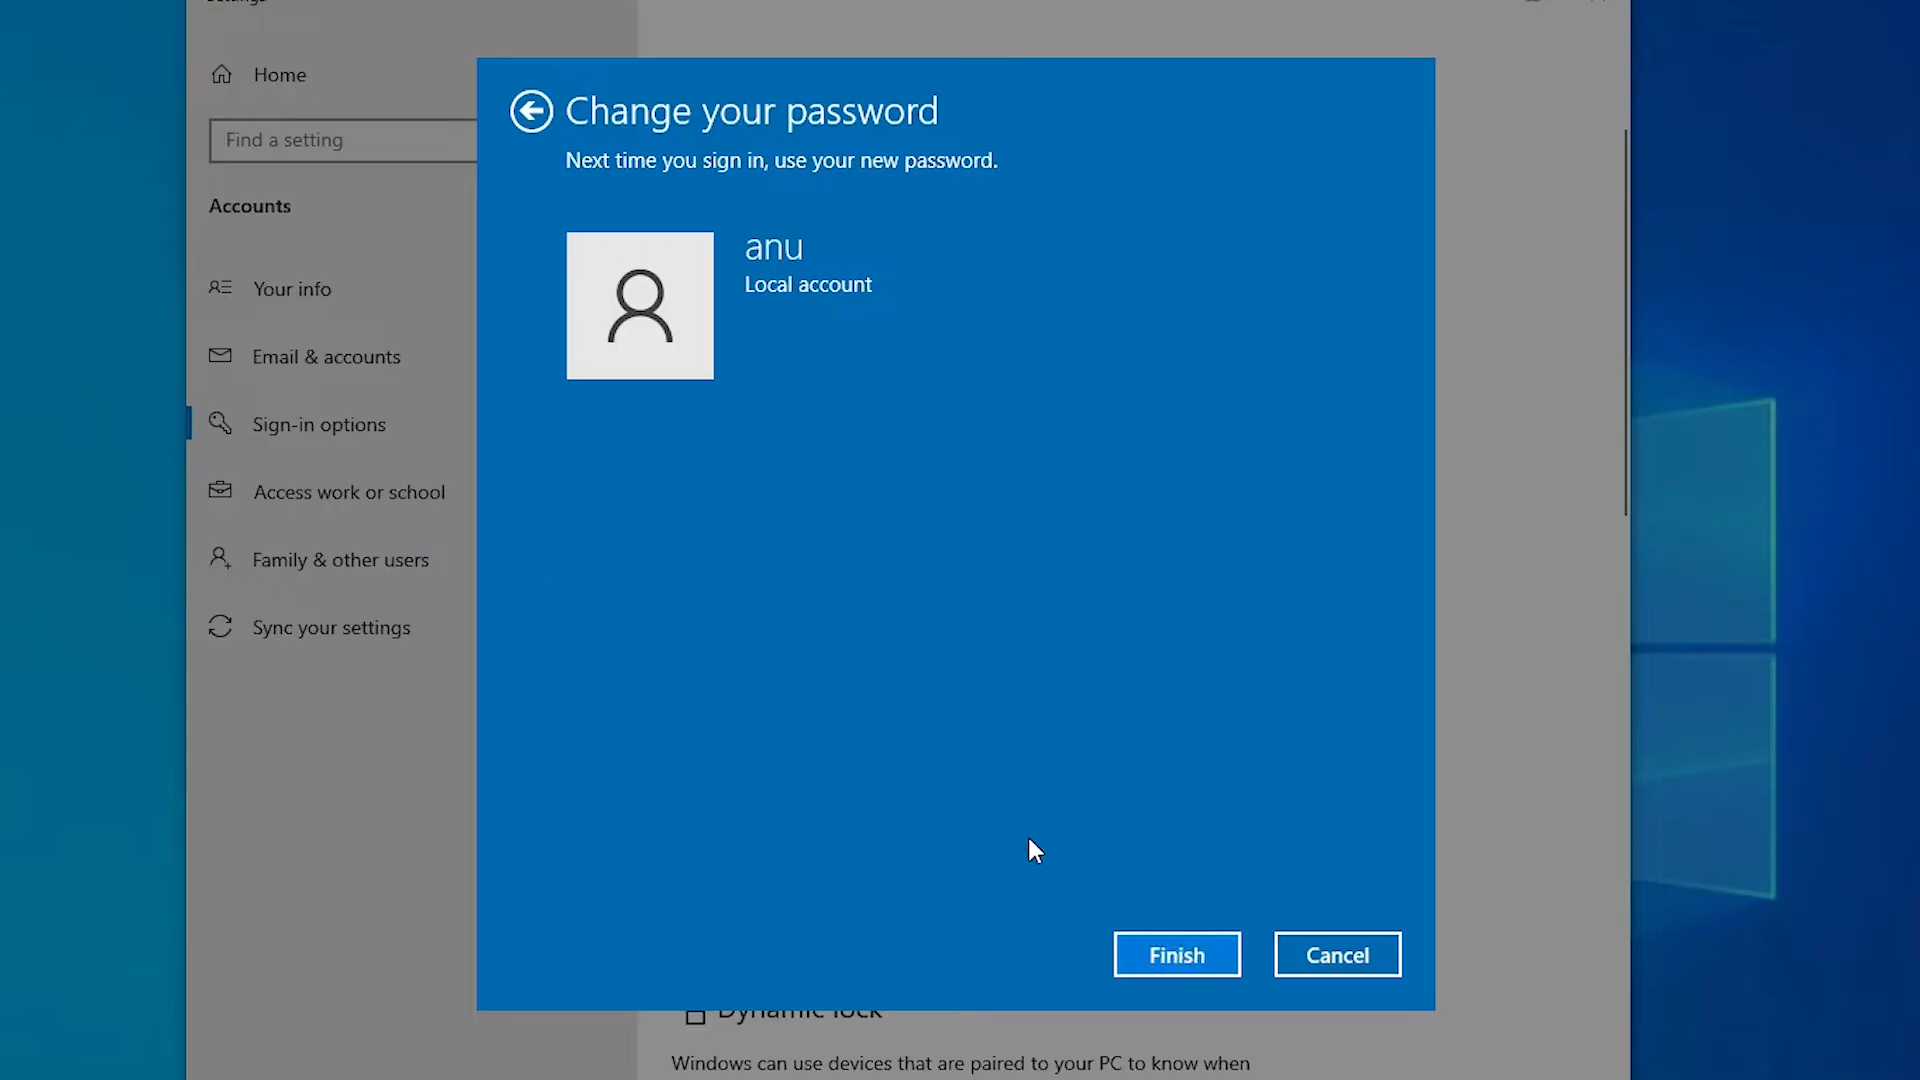 Home
Find a setting
Accounts
Your info
Email & accounts
Sign-in options
Access work or school
Family & other users
Sync your settings
Change your password
Next time you sign in, use your new password.
anu
Local account
Finish
Cancel
Dynamic lock
Windows can use devices that are paired to your PC to know when